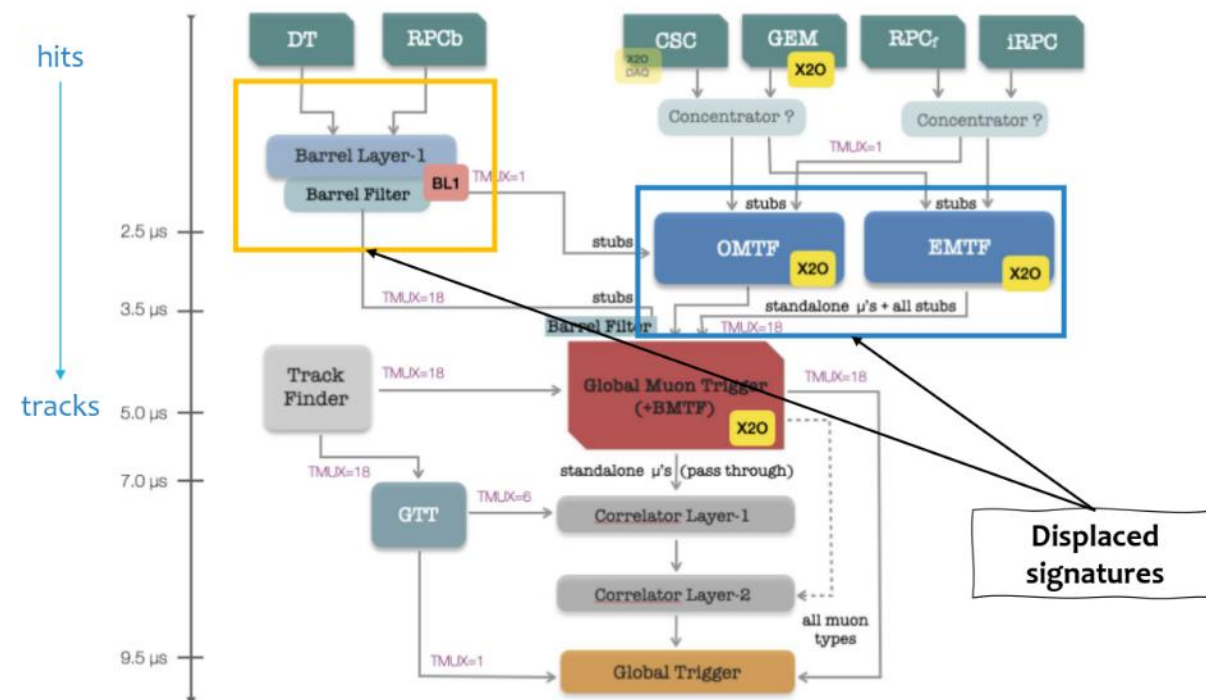 hits
tracks
DT
RPCb
CSC
X2O
DAQ
GEM
X2O
RPCf
iRPC
Concentrator ?
Concentrator ?
Barrel Layer-1
Barrel Filter
BL1
TMUX=1
TMUX=1
stubs
stubs
2.5 µs
stubs
OMTF
X2O
EMTF
X2O
TMUX=18
stubs
standalone µ's + all stubs
3.5 µs
Barrel Filter
TMUX=18
Track
Finder
TMUX=18
Global Muon Trigger
(+BMTF)
X2O
TMUX=18
5.0 µs
TMUX=18
standalone µ's (pass through)
7.0 µs
GTT
TMUX=6
Correlator Layer-1
Displaced
signatures
Correlator Layer-2
all muon
types
9.5 µs
TMUX=1
Global Trigger